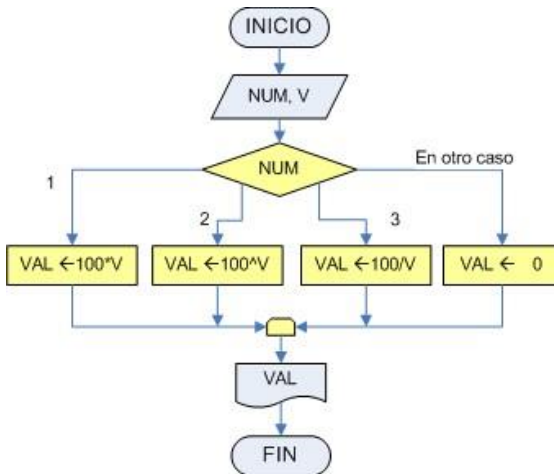 INICIO
NUM, V
NUM
En otro caso
1
2
3
VAL ←100*V
VAL ←100^V
VAL ←100/V
VAL ← 0
VAL
FIN